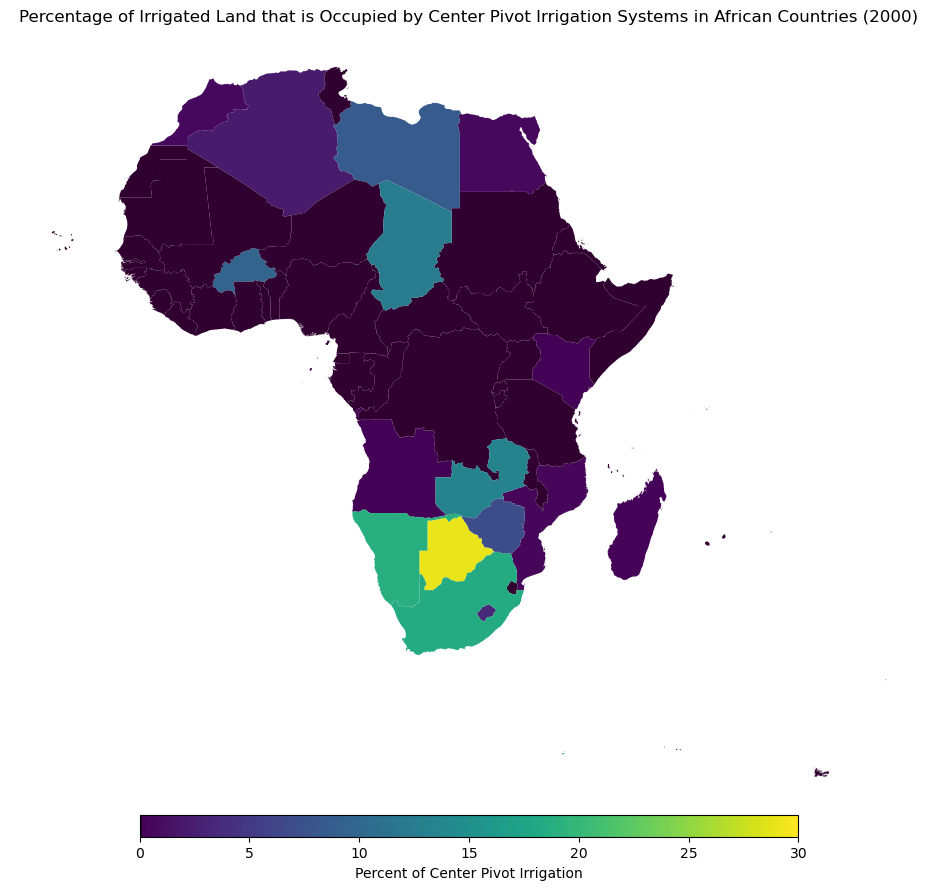 Percentage of Irrigated Land that is Occupied by Center Pivot Irrigation Systems in African Countries (2000)
0 5 10 15 20 25 30
Percent of Center Pivot Irrigation